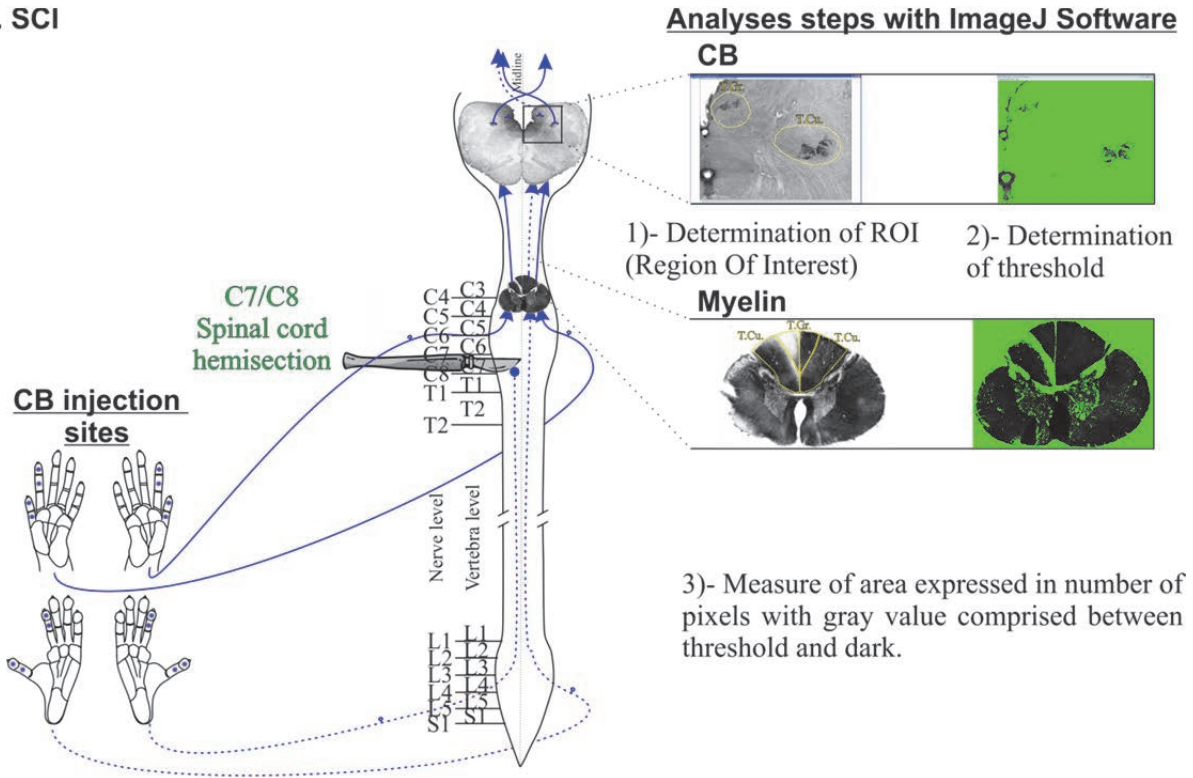 . SCI
Analyses steps with ImageJ Software
CB
Midline
T.Gr.
T.Cu.
1)- Determination of ROI
(Region Of Interest)
2)- Determination
of threshold
Myelin
T.Cu.
T.Gr.
T.Cu.
C7/C8
Spinal cord
hemisection
C4
C5
C6
C7
C8
T1
T2
C3
C4
C5
C6
T1
T2
CB injection
sites
Nerve level
Vertebra level
3)- Measure of area expressed in number of
pixels with gray value comprised between
threshold and dark.
L1
L2
L3
L4
L5
S1
L1
L2
L3
L4
L5
S1